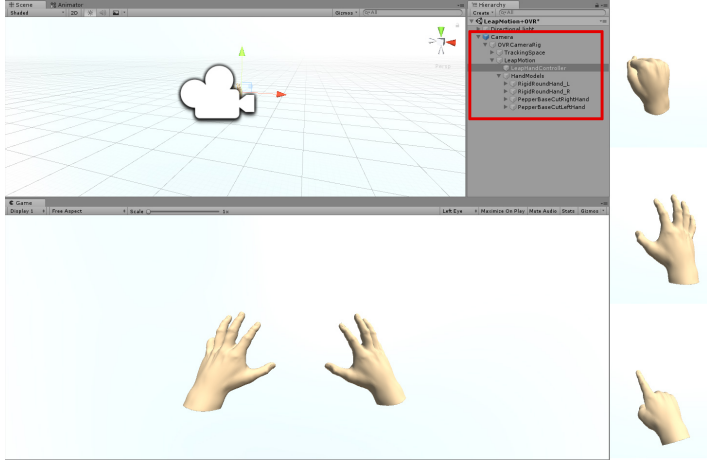 Scene Animator
Shaded 2D Gizmos
Persp
Hierarchy
Create
LeapMotion+OVR*
Directional light
Camera
OVRCameraRig
TrackingSpace
LeapMotion
LeapHandController
HandModels
RigidRoundHand_L
RigidRoundHand_R
PepperBaseCutRightHand
PepperBaseCutLeftHand
Game
Display 1 Free Aspect Scale 1x Left Eye Maximize On Play Mute Audio Stats Gizmos